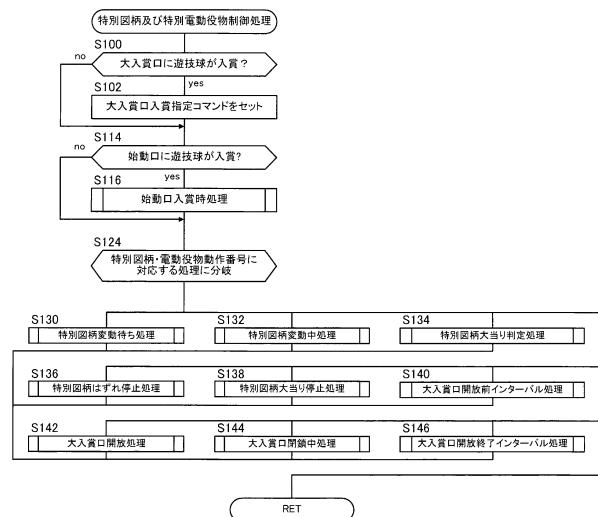 特別図柄及び特別電動役物制御処理
S100
大入賞口に遊技球が入賞？
no
yes
S102
大入賞口入賞指定コマンドをセット
S114
始動口に遊技球が入賞？
no
yes
S116
始動口入賞時処理
S124
特別図柄・電動役物動作番号に
対応する処理に分岐
S130
特別図柄変動待ち処理
S132
特別図柄変動中処理
S134
特別図柄大当り判定処理
S136
特別図柄はずれ停止処理
S138
特別図柄大当り停止処理
S140
大入賞口開放前インターバル処理
S142
大入賞口開放処理
S144
大入賞口閉鎖中処理
S146
大入賞口開放終了インターバル処理
RET